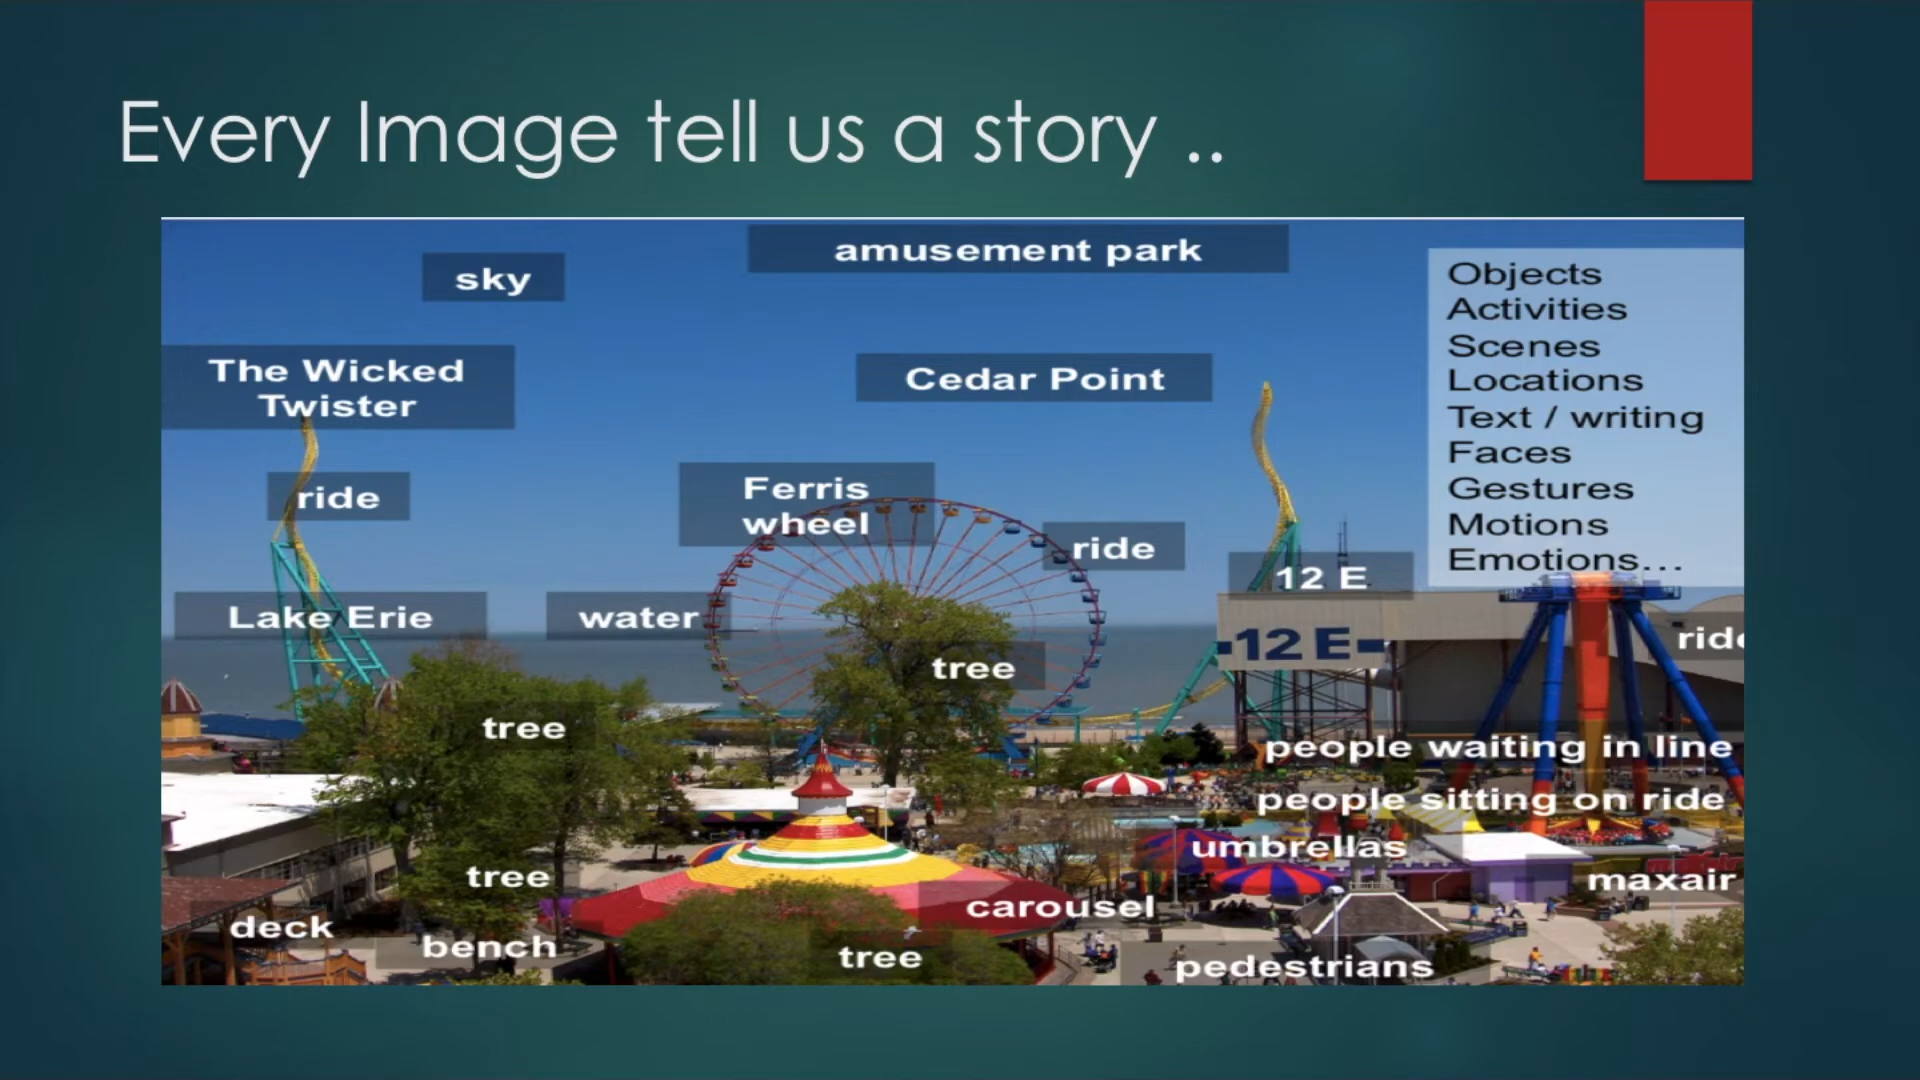 Every Image tell us a story ..
amusement park
sky
Objects
Activities
Scenes
Locations
Text / writing
Faces
Gestures
Motions
Emotions...
The Wicked
Twister
Cedar Point
ride
Ferris
wheel
ride
12 E
Lake Erie
water
12 E
ride
tree
tree
people waiting in line
people sitting on ride
umbrellas
tree
maxair
carousel
deck
bench
tree
pedestrians